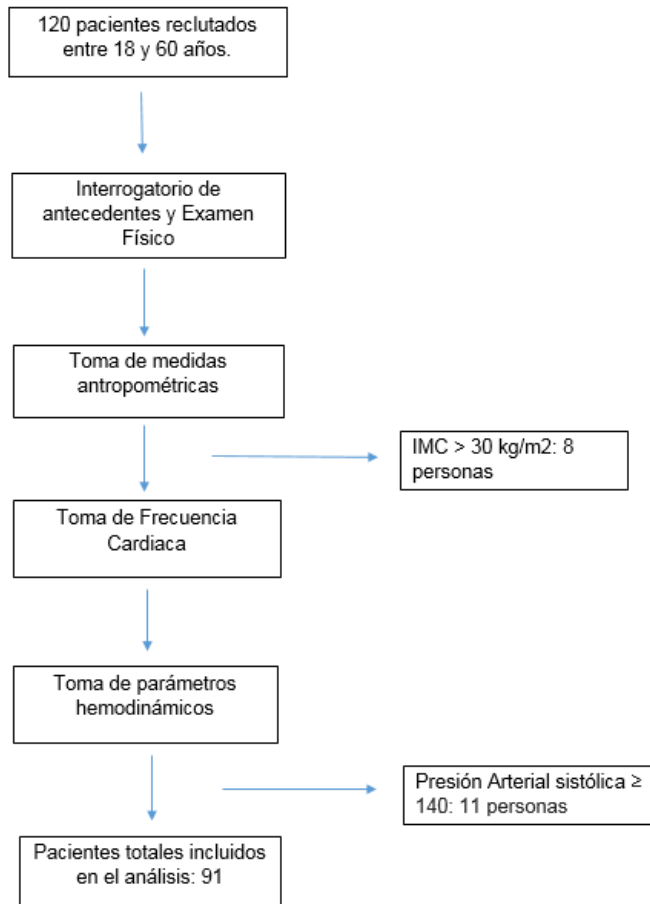 120 pacientes reclutados
entre 18 y 60 años.
Interrogatorio de
antecedentes y Examen
Físico
Toma de medidas
antropométricas
IMC > 30 kg/m2: 8
personas
Toma de Frecuencia
Cardiaca
Toma de parámetros
hemodinámicos
Presión Arterial sistólica ≥
140: 11 personas
Pacientes totales incluidos
en el análisis: 91